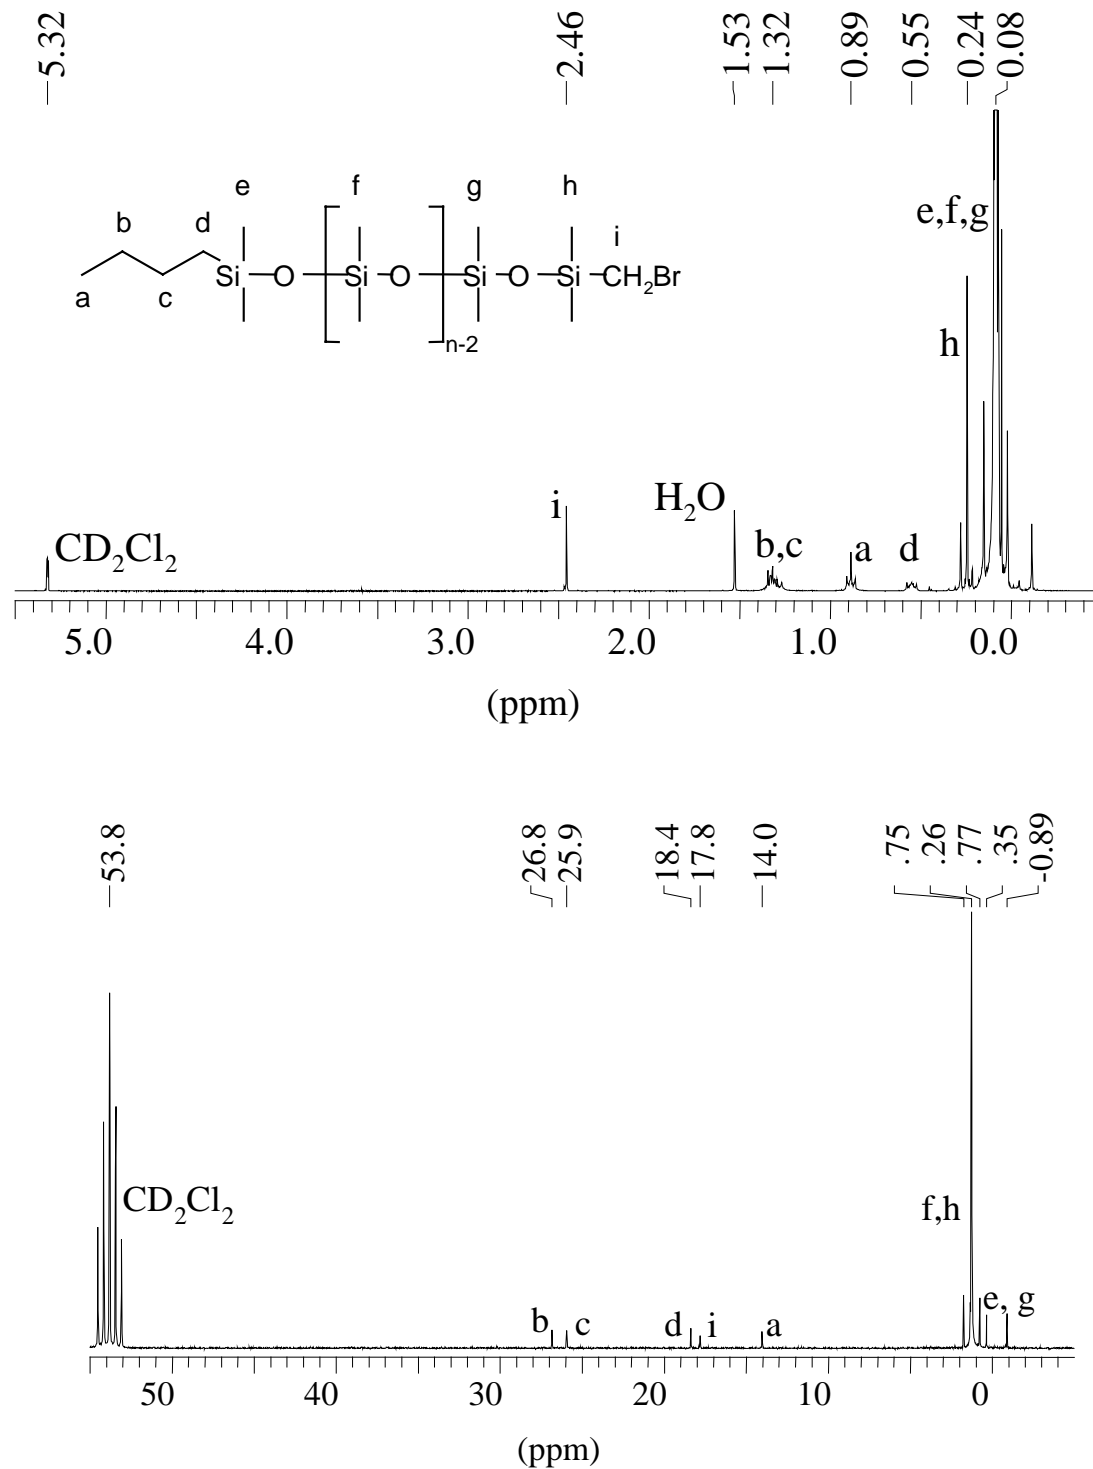 5.32 2.46 1.53 1.32 0.89 0.55 0.24 0.08
e f g h
b d i
e,f,g
Si O Si O Si O Si CH₂Br
a c
n-2
h
i H₂O
CD₂Cl₂ b,c a d
5.0 4.0 3.0 2.0 1.0 0.0
(ppm)
53.8 26.8 25.9 18.4 17.8 14.0 .75 .26 .77 .35 -0.89
CD₂Cl₂ f,h
b c d i a e, g
50 40 30 20 10 0
(ppm)